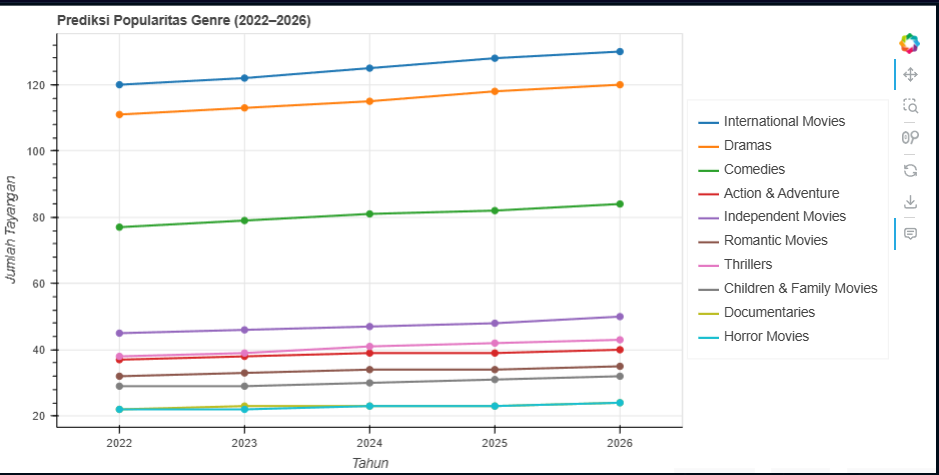 Prediksi Popularitas Genre (2022–2026)
120
100
80
60
40
20
Jumlah Tayangan
2022
2023
2024
2025
2026
Tahun
International Movies
Dramas
Comedies
Action & Adventure
Independent Movies
Romantic Movies
Thrillers
Children & Family Movies
Documentaries
Horror Movies